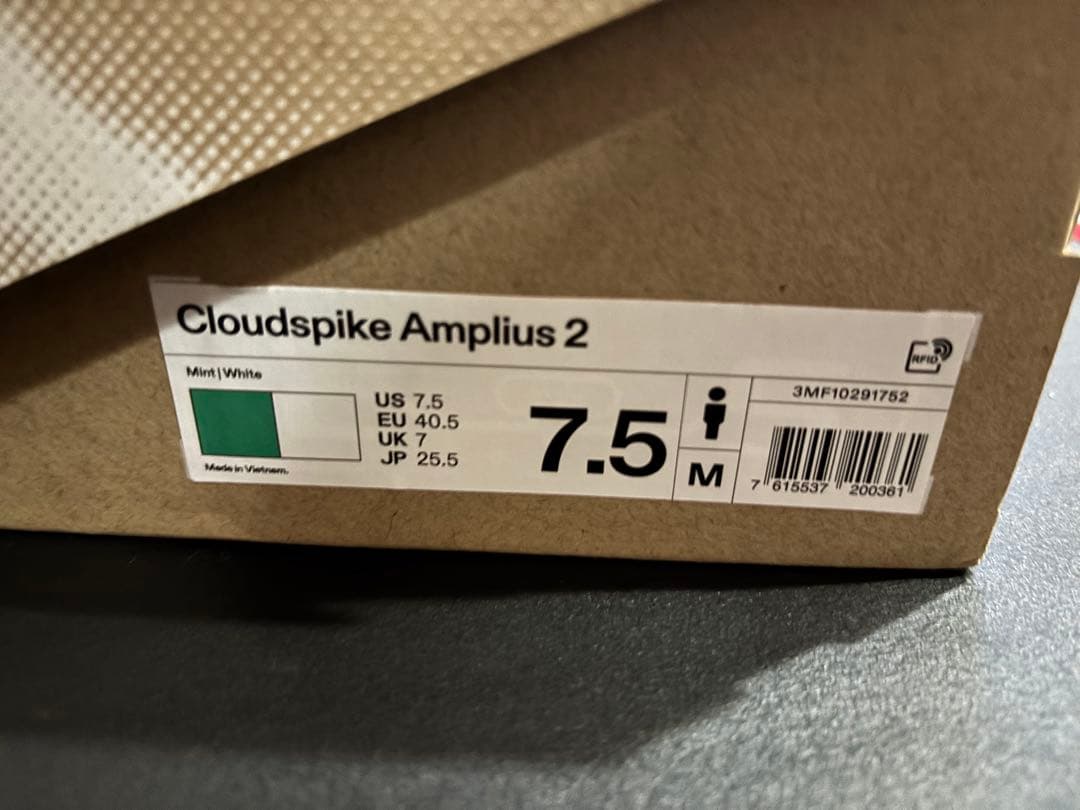 Cloudspike Amplius 2
RFID
Mint | White
US 7.5
EU 40.5
UK 7
JP 25.5
Made in Vietnam.
7.5
M
3MF10291752
7 615537 200361